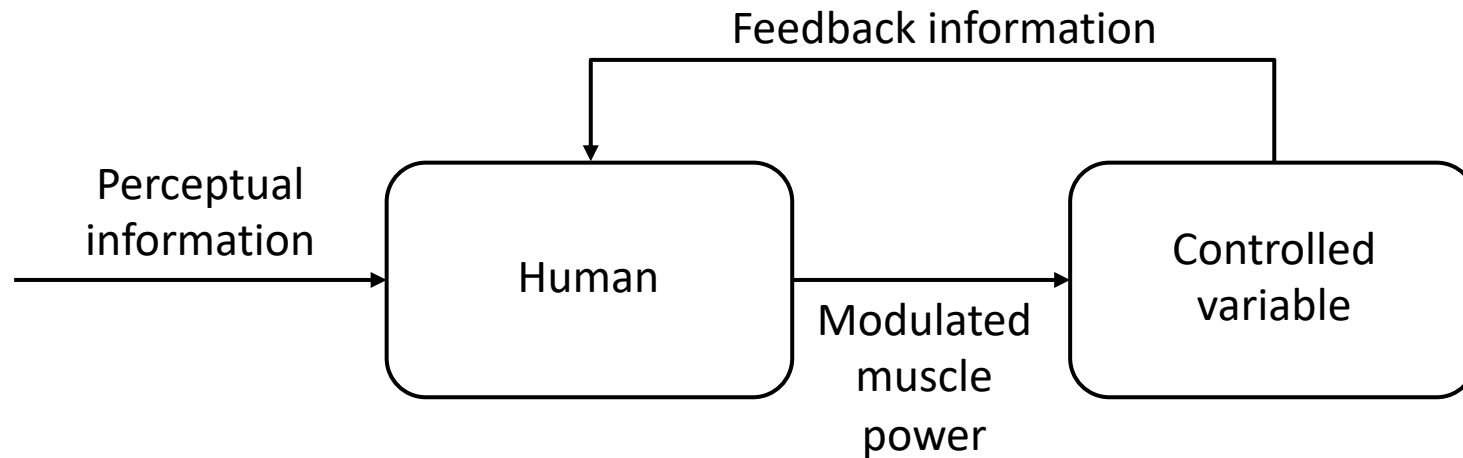 Feedback information
Perceptual
information
Human
Modulated
muscle
power
Controlled
variable